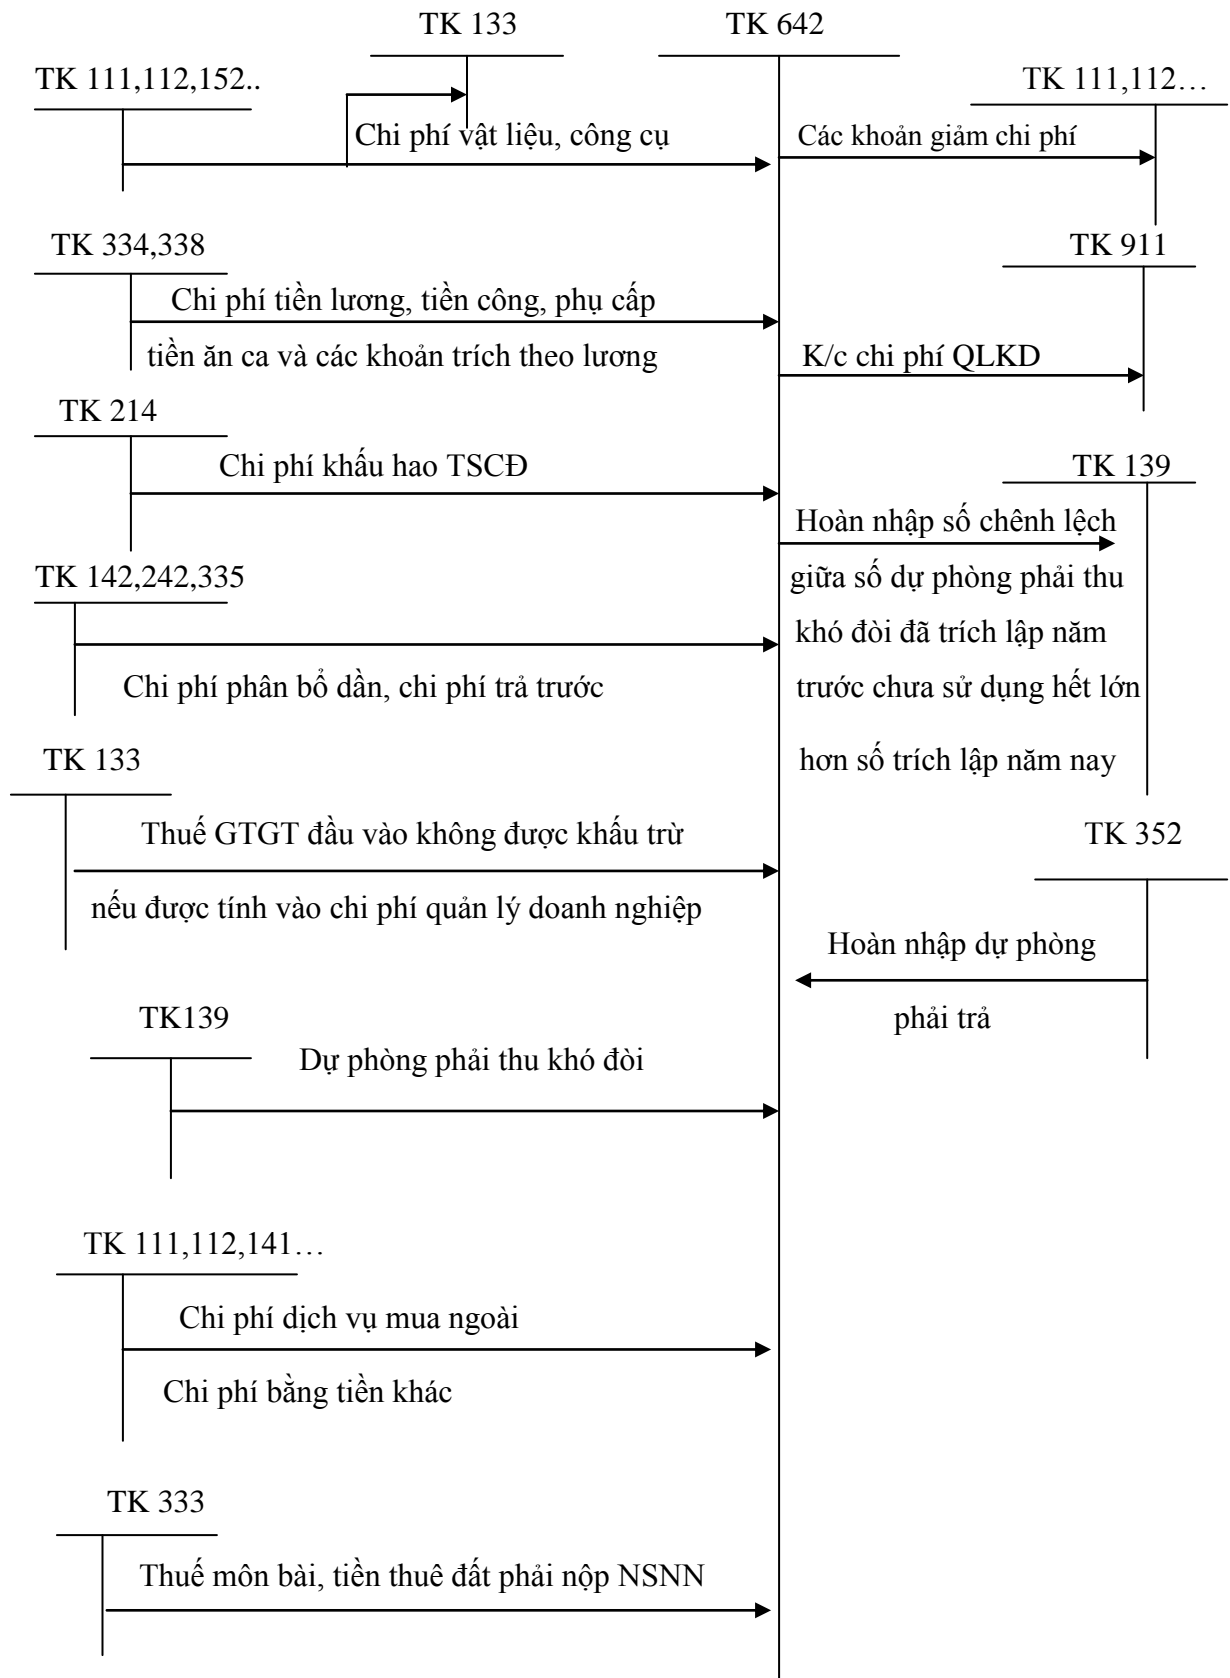 TK 133
TK 642
TK 111,112,152..
TK 111,112…
Chi phí vật liệu, công cụ
Các khoản giảm chi phí
TK 334,338
TK 911
Chi phí tiền lương, tiền công, phụ cấp
tiền ăn ca và các khoản trích theo lương
K/c chi phí QLKD
TK 214
Chi phí khấu hao TSCĐ
TK 139
Hoàn nhập số chênh lệch
giữa số dự phòng phải thu
khó đòi đã trích lập năm
trước chưa sử dụng hết lớn
hơn số trích lập năm nay
TK 142,242,335
Chi phí phân bổ dần, chi phí trả trước
TK 133
Thuế GTGT đầu vào không được khấu trừ
nếu được tính vào chi phí quản lý doanh nghiệp
TK 352
Hoàn nhập dự phòng
phải trả
TK139
Dự phòng phải thu khó đòi
TK 111,112,141…
Chi phí dịch vụ mua ngoài
Chi phí bằng tiền khác
TK 333
Thuế môn bài, tiền thuê đất phải nộp NSNN